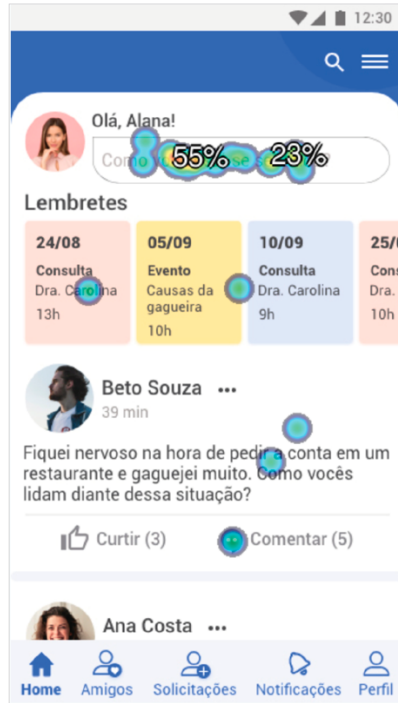 12:30
Olá, Alana!
55% 23%
Lembretes
24/08
Consulta
Dra. Carolina
13h
05/09
Evento
Causas da
gagueira
10h
10/09
Consulta
Dra. Carolina
9h
25/
Con
Dra.
10h
Beto Souza
39 min
Fiquei nervoso na hora de pedir a conta em um
restaurante e gaguejei muito. Como vocês
lidam diante dessa situação?
Curtir (3)
Comentar (5)
Ana Costa
Home
Amigos
Solicitações
Notificações
Perfil